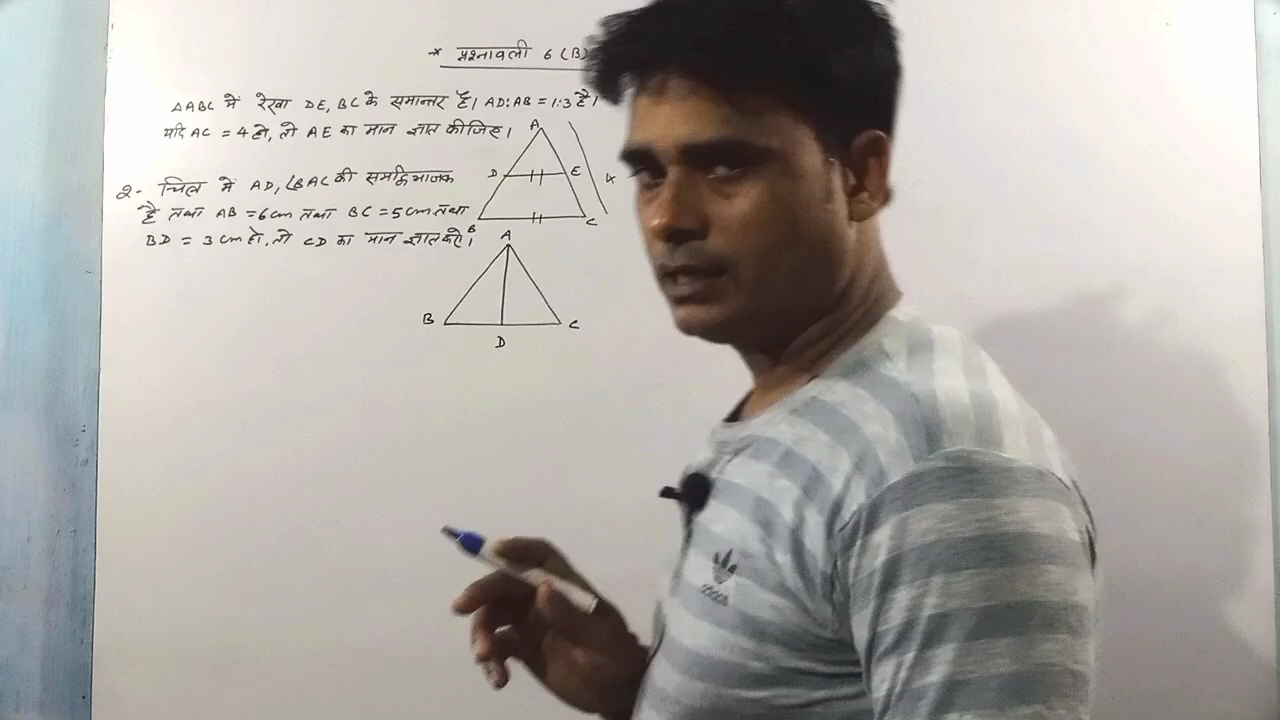 * प्रश्नावली 6 (B)
△ABC में रेखा DE, BC के समान्तर है। AD:AB = 1:3 है।
यदि AC = 4 हो, तो AE का मान ज्ञात कीजिए।
A
D
E
B
C
2- चित्र में AD, ∠BAC की समद्विभाजक
है तथा AB = 6cm तथा BC = 5cm तथा
BD = 3cm हो, तो CD का मान ज्ञात करो।
A
B
C
D
adidas